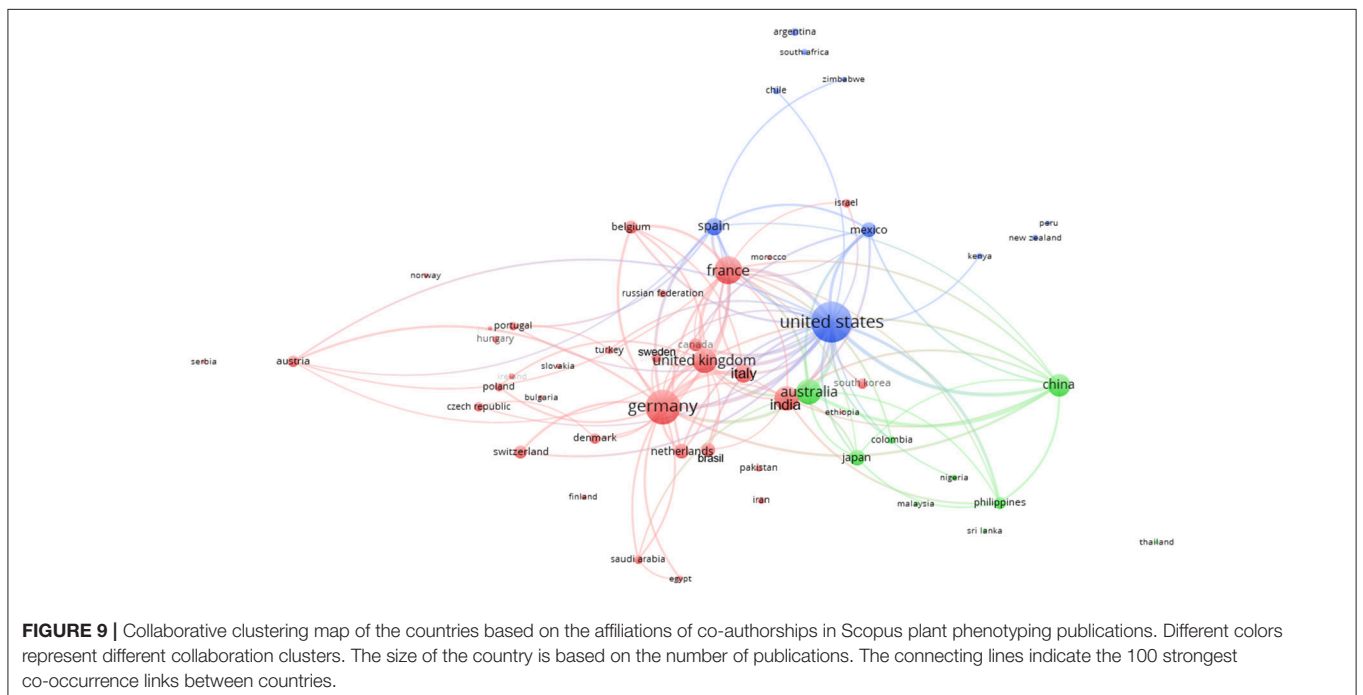 argentina
south africa
zimbabwe
chile
israel
belgium
spain
mexico
peru
new zealand
kenya
morocco
france
norway
russian federation
united states
portugal
hungary
canada
turkey
sweden
united kingdom
serbia
austria
slovakia
italy
ireland
poland
south korea
china
bulgaria
australia
czech republic
germany
india
ethiopia
denmark
colombia
switzerland
netherlands
brasil
japan
pakistan
nigeria
finland
iran
malaysia
philippines
sri lanka
thailand
saudi arabia
egypt
FIGURE 9 | Collaborative clustering map of the countries based on the affiliations of co-authorships in Scopus plant phenotyping publications. Different colors
represent different collaboration clusters. The size of the country is based on the number of publications. The connecting lines indicate the 100 strongest
co-occurrence links between countries.